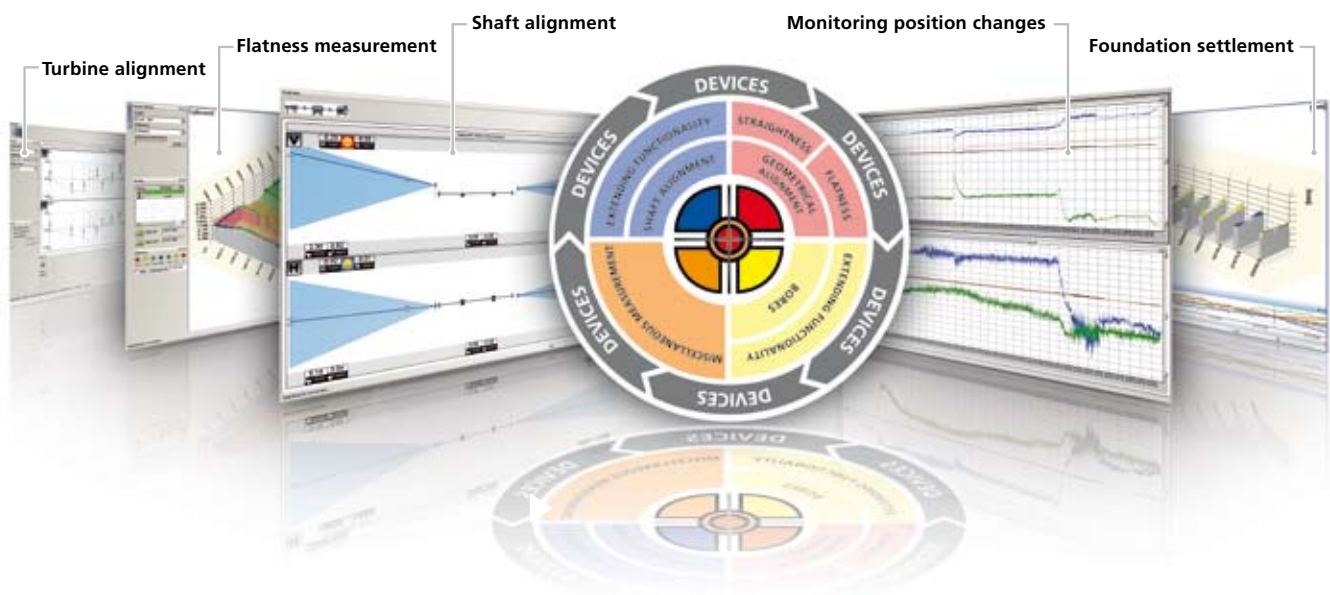 Shaft alignment
Monitoring position changes
Flatness measurement
Foundation settlement
Turbine alignment
DEVICES
DEVICES
DEVICES
DEVICES
DEVICES
DEVICES
EXTENDING FUNCTIONALITY
SHAFT ALIGNMENT
STRAIGHTNESS
FLATNESS
GEOMETRICAL
ALIGNMENT
MISCELLANEOUS MEASUREMENT
BORES
EXTENDING FUNCTIONALITY
V
H